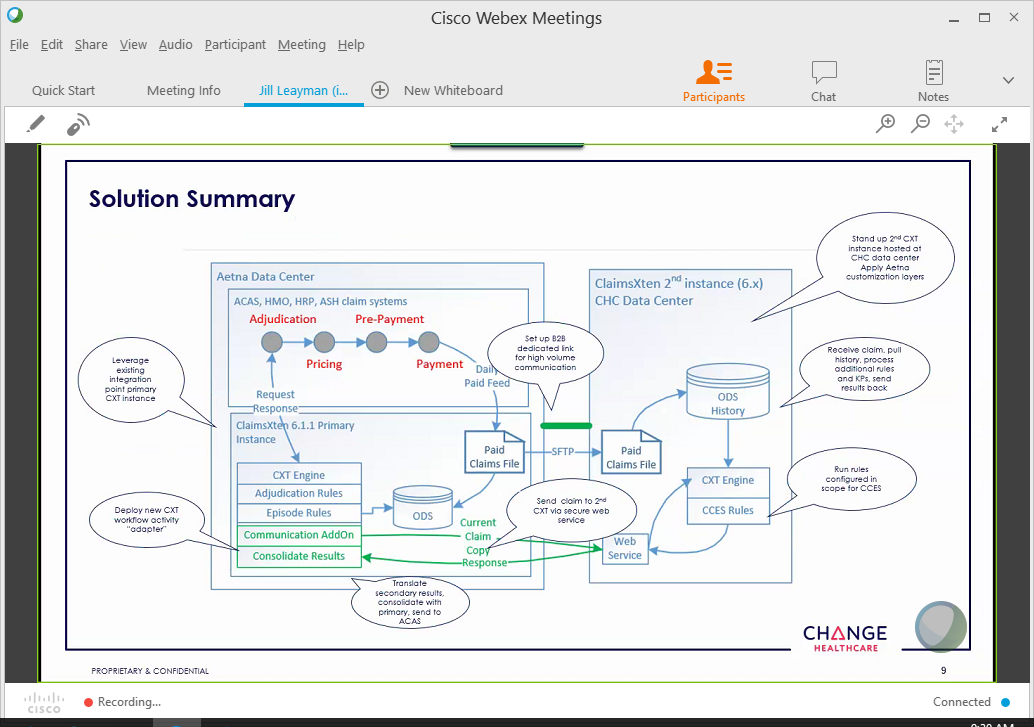 Cisco Webex Meetings
File Edit Share View Audio Participant Meeting Help
Quick Start
Meeting Info
Jill Leayman (i...
New Whiteboard
Participants
Chat
Notes
Solution Summary
Aetna Data Center
ACAS, HMO, HRP, ASH claim systems
Adjudication
Pre-Payment
Pricing
Payment
Daily
Paid Feed
Request
Response
ClaimsXten 6.1.1 Primary
Instance
CXT Engine
Adjudication Rules
Episode Rules
Communication AddOn
Consolidate Results
ODS
Paid
Claims File
SFTP
Current
Claim
Copy
Response
ClaimsXten 2nd instance (6.x)
CHC Data Center
Paid
Claims File
ODS
History
CXT Engine
CCES Rules
Web
Service
Leverage
existing
integration
point primary
CXT instance
Deploy new CXT
workflow activity
"adapter"
Translate
secondary results,
consolidate with
primary, send to
ACAS
Set up B2B
dedicated link
for high volume
communication
Send claim to 2nd
CXT via secure web
service
Stand up 2nd CXT
instance hosted at
CHC data center
Apply Aetna
customization layers
Receive claim, pull
history, process
additional rules
and KPs, send
results back
Run rules
configured in
scope for CCES
CHANGE
HEALTHCARE
PROPRIETARY & CONFIDENTIAL
9
CISCO
Recording...
Connected